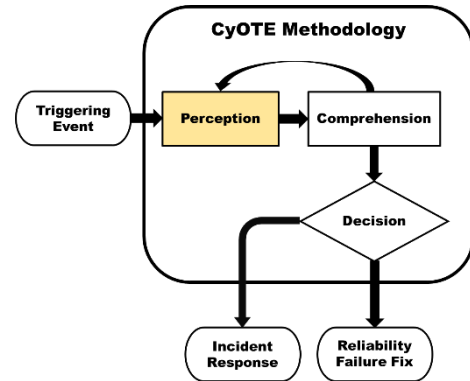 CyOTE Methodology
Triggering
Event
Perception
Comprehension
Decision
Incident
Response
Reliability
Failure Fix